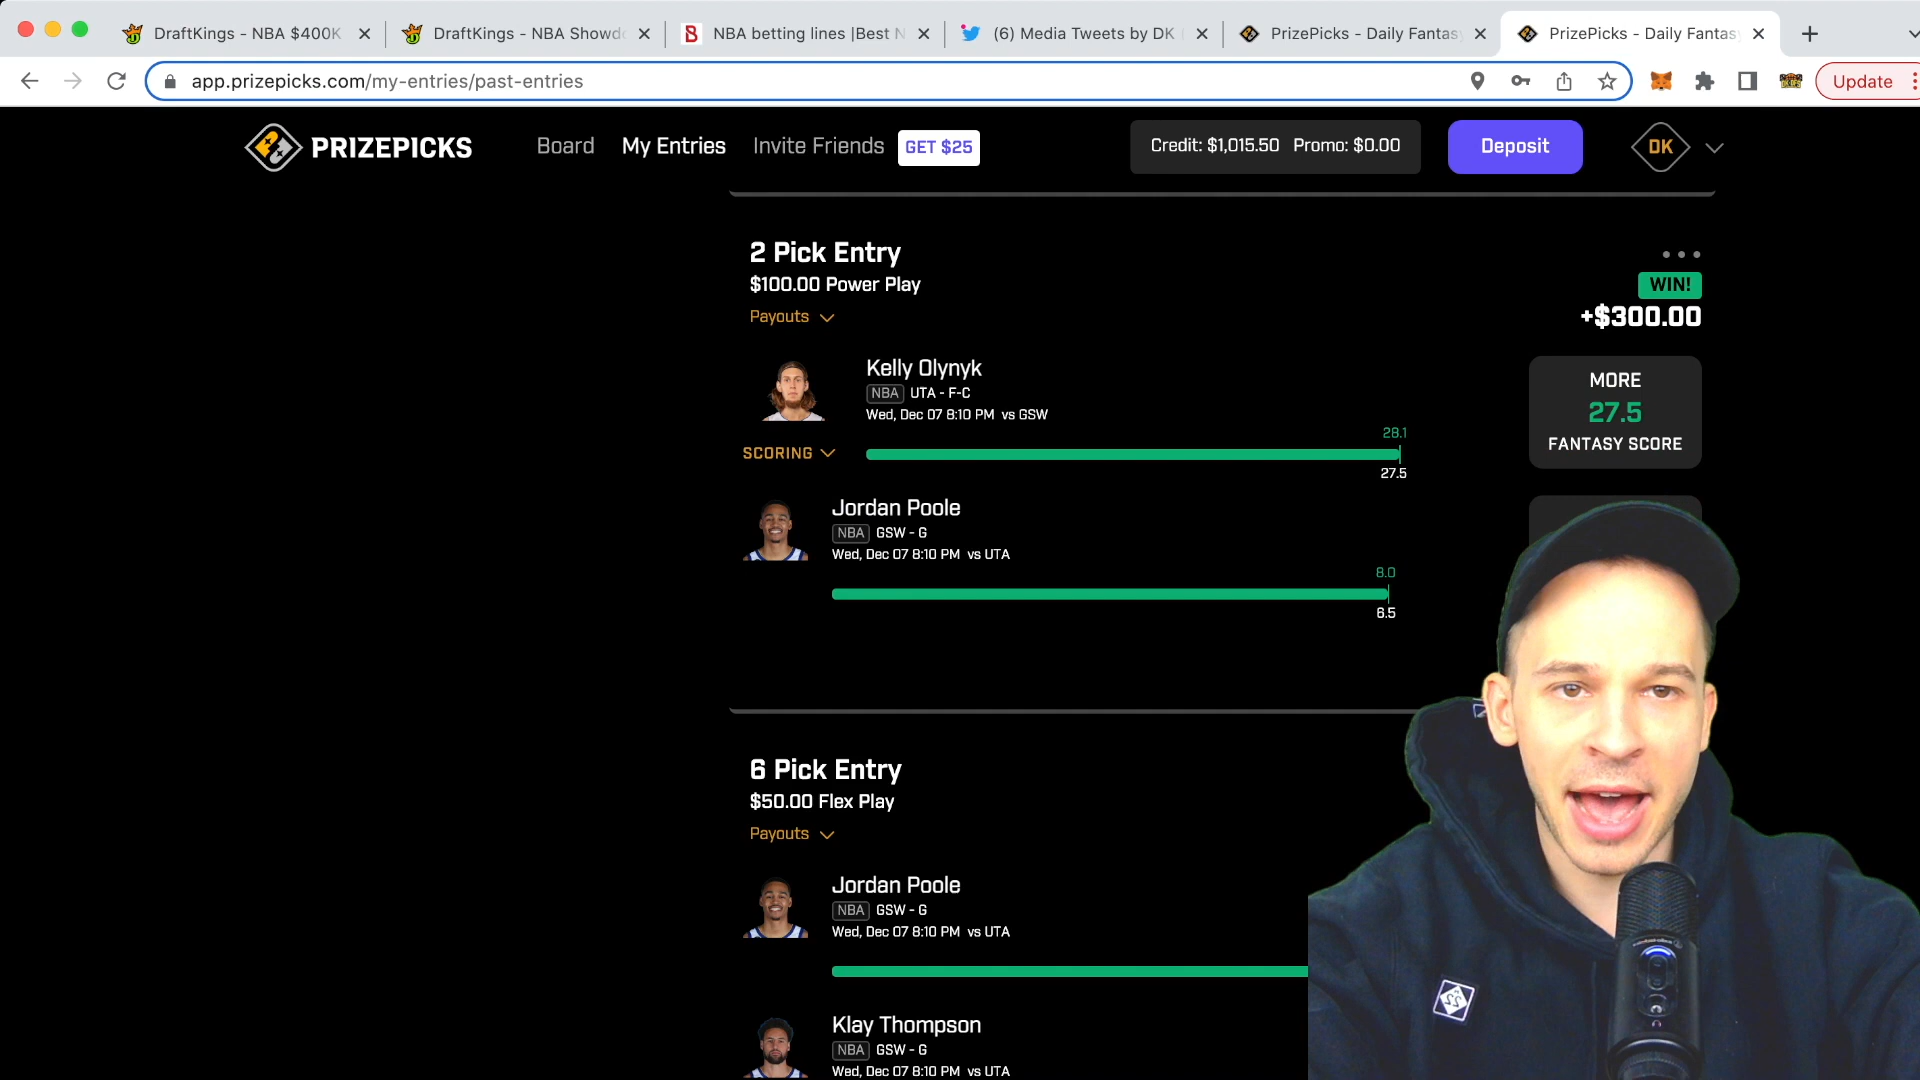 DraftKings - NBA $400K
DraftKings - NBA Showdo
B
NBA betting lines |Best N
(6) Media Tweets by DK
PrizePicks - Daily Fantasy
PrizePicks - Daily Fantasy
app.prizepicks.com/my-entries/past-entries
Update
PRIZEPICKS
Board
My Entries
Invite Friends
GET $25
Credit: $1,015.50 Promo: $0.00
Deposit
DK
2 Pick Entry
$100.00 Power Play
Payouts
WIN!
+$300.00
Kelly Olynyk
NBA UTA - F-C
Wed, Dec 07 8:10 PM vs GSW
MORE
27.5
FANTASY SCORE
SCORING
28.1
27.5
Jordan Poole
NBA GSW - G
Wed, Dec 07 8:10 PM vs UTA
8.0
6.5
6 Pick Entry
$50.00 Flex Play
Payouts
Jordan Poole
NBA GSW - G
Wed, Dec 07 8:10 PM vs UTA
Klay Thompson
NBA GSW - G
Wed, Dec 07 8:10 PM vs UTA